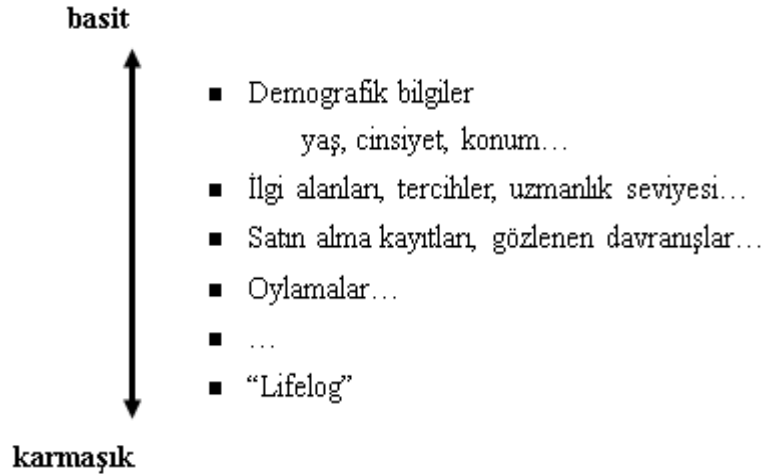 basit
Demografik bilgiler
yaş, cinsiyet, konum…
İlgi alanları, tercihler, uzmanlık seviyesi…
Satın alma kayıtları, gözlenen davranışlar…
Oylamalar…
…
“Lifelog”
karmaşık